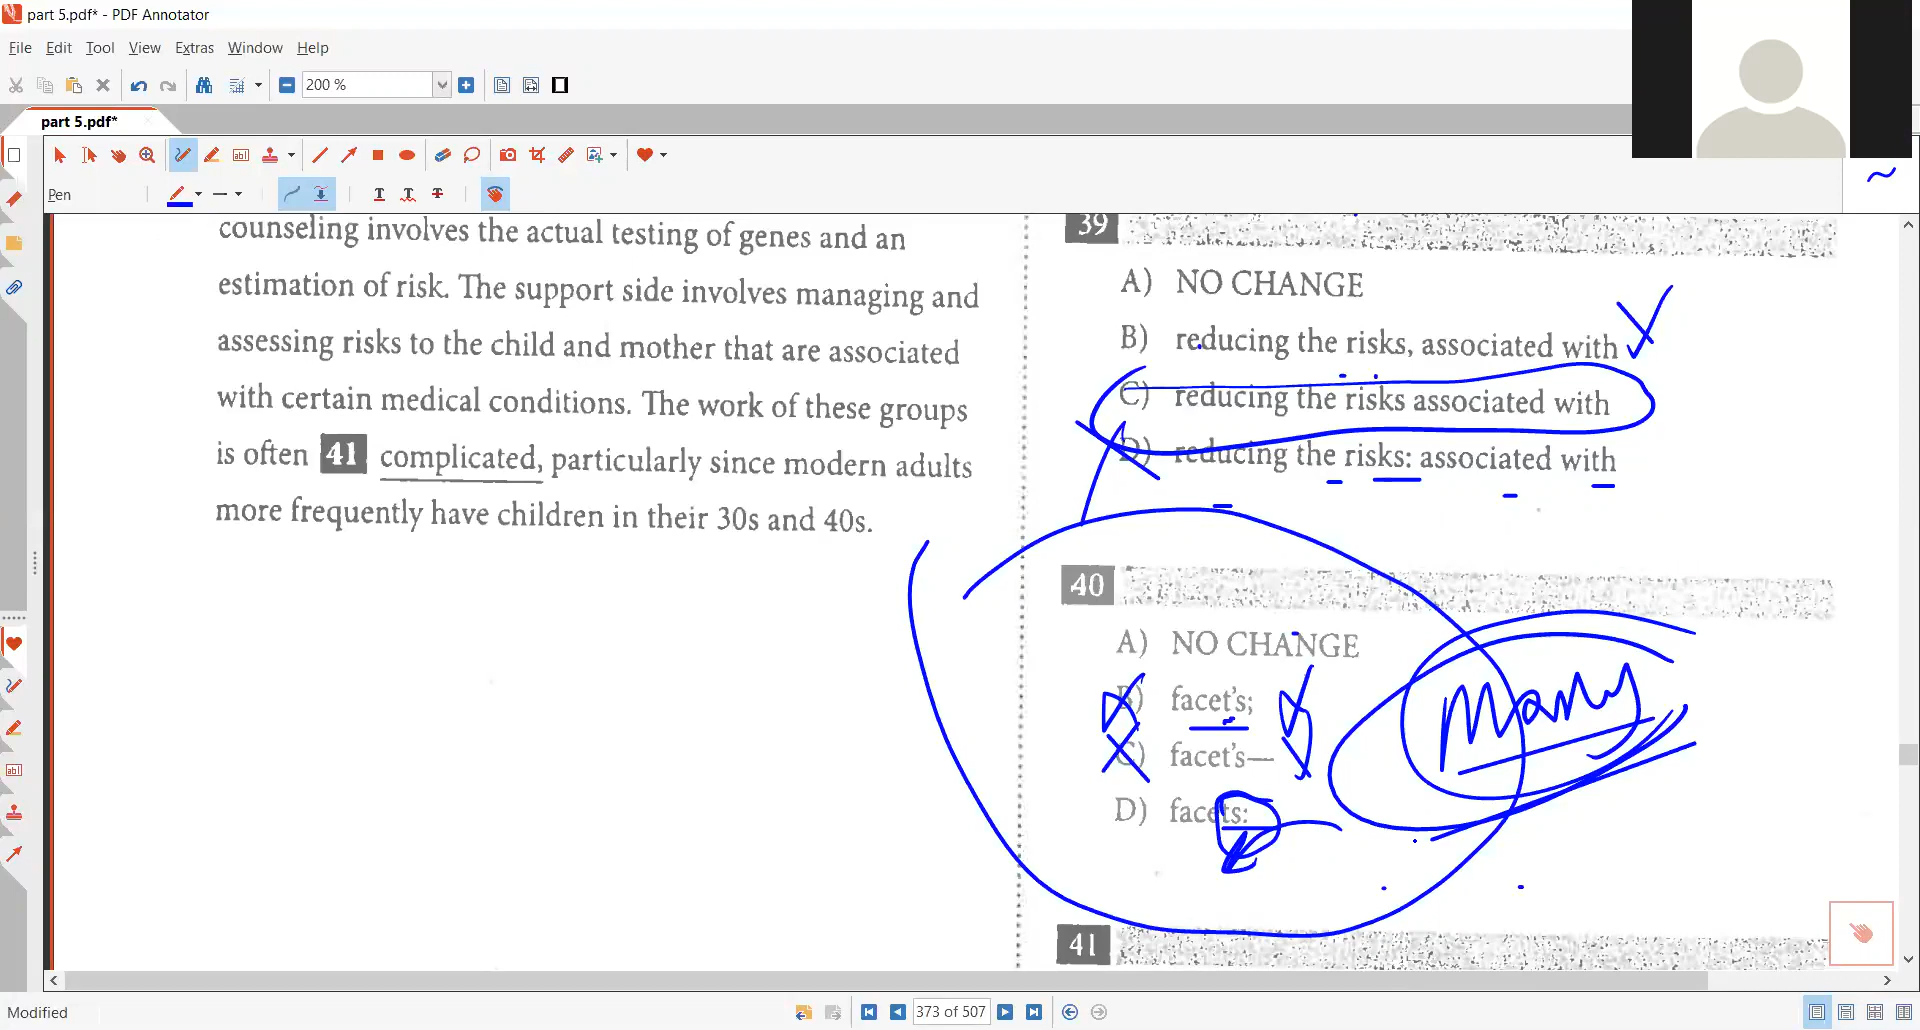 part 5.pdf* - PDF Annotator
File Edit Tool View Extras Window Help
200 %
part 5.pdf*
Pen
counseling involves the actual testing of genes and an
estimation of risk. The support side involves managing and
assessing risks to the child and mother that are associated
with certain medical conditions. The work of these groups
is often 41 complicated, particularly since modern adults
more frequently have children in their 30s and 40s.
39
A) NO CHANGE
B) reducing the risks, associated with
C) reducing the risks associated with
D) reducing the risks: associated with
40
A) NO CHANGE
B) facet's;
C) facet's—
D) facets:
Many
41
Modified
373 of 507